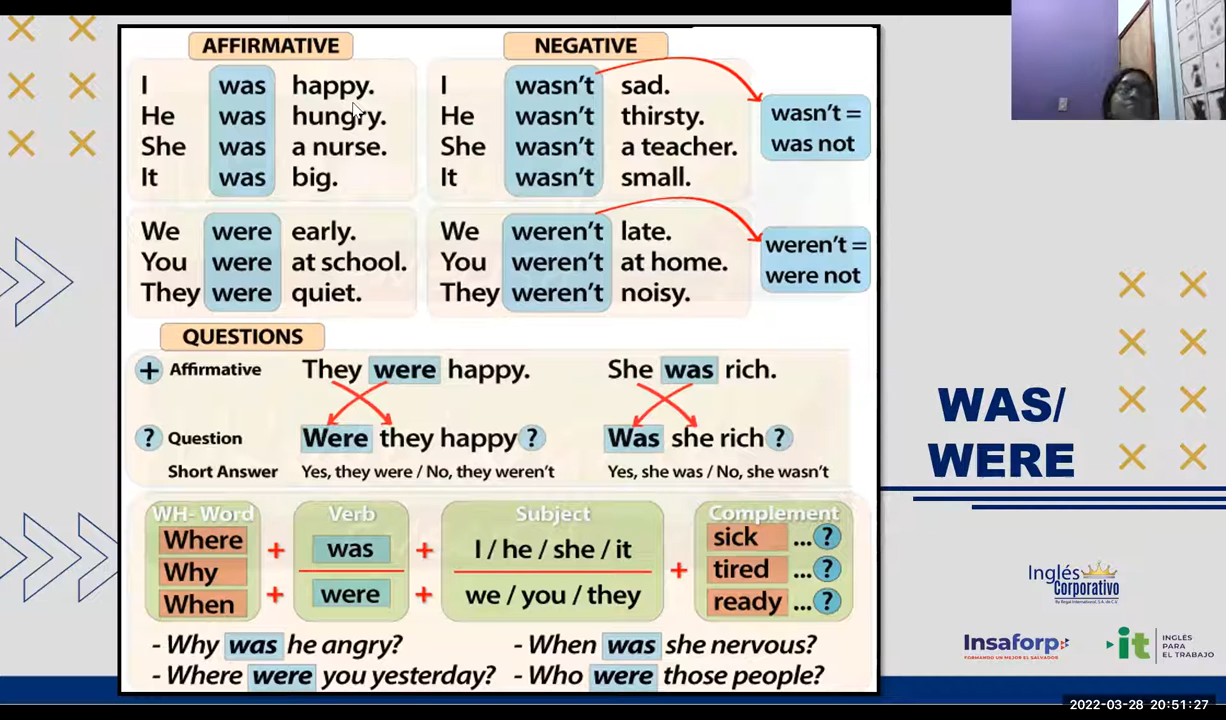 AFFIRMATIVE
I was happy.
He was hungry.
She was a nurse.
It was big.
We were early.
You were at school.
They were quiet.
NEGATIVE
I wasn't sad.
He wasn't thirsty.
She wasn't a teacher.
It wasn't small.
wasn't =
was not
We weren't late.
You weren't at home.
They weren't noisy.
weren't =
were not
QUESTIONS
+ Affirmative They were happy. She was rich.
? Question Were they happy? Was she rich?
Short Answer Yes, they were / No, they weren't Yes, she was / No, she wasn't
WH- Word
Where
Why
When
+
+
Verb
was
were
+
+
Subject
I / he / she / it
we / you / they
+
Complement
sick ...?
tired ...?
ready ...?
- Why was he angry? - When was she nervous?
- Where were you yesterday? - Who were those people?
WAS/
WERE
Inglés
Corporativo
Insaforp
FORMANDO UN MEJOR EL SALVADOR
it
INGLÉS
PARA
EL TRABAJO
2022-03-28 20:51:27